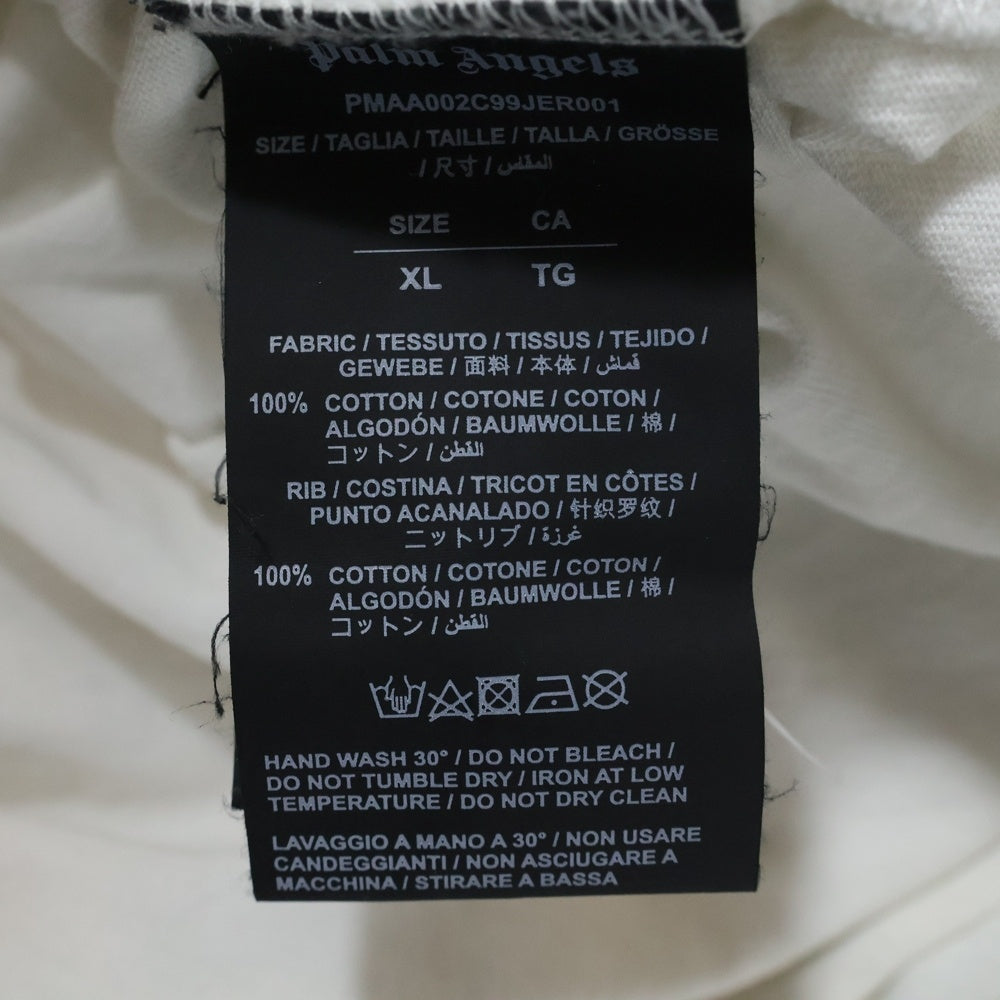 Palm Angels
PMAA002C99JER001
SIZE / TAGLIA / TAILLE / TALLA / GRÖSSE
/ 尺寸 / المقاس
SIZE CA
XL TG
FABRIC / TESSUTO / TISSUS / TEJIDO /
GEWEBE / 面料 / 本体 / قماش
100% COTTON / COTONE / COTON /
ALGODÓN / BAUMWOLLE / 棉 /
コットン / القطن
RIB / COSTINA / TRICOT EN CÔTES /
PUNTO ACANALADO / 针织罗纹 /
ニットリブ / غرزة
100% COTTON / COTONE / COTON /
ALGODÓN / BAUMWOLLE / 棉 /
コットン / القطن
HAND WASH 30° / DO NOT BLEACH /
DO NOT TUMBLE DRY / IRON AT LOW
TEMPERATURE / DO NOT DRY CLEAN
LAVAGGIO A MANO A 30° / NON USARE
CANDEGGIANTI / NON ASCIUGARE A
MACCHINA / STIRARE A BASSA